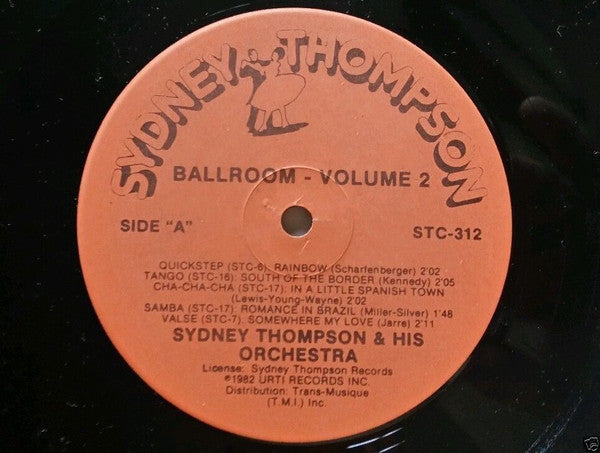 SYDNEY THOMPSON
BALLROOM - VOLUME 2
SIDE "A"
STC-312
QUICKSTEP (STC-6): RAINBOW (Scharfenberger) 2'02
TANGO (STC-16): SOUTH OF THE BORDER (Kennedy) 2'05
CHA-CHA-CHA (STC-17): IN A LITTLE SPANISH TOWN
(Lewis-Young-Wayne) 2'02
SAMBA (STC-17): ROMANCE IN BRAZIL (Miller-Silver) 1'48
VALSE (STC-7): SOMEWHERE MY LOVE (Jarre) 2'11
SYDNEY THOMPSON & HIS
ORCHESTRA
License: Sydney Thompson Records
©1982 URTI RECORDS INC.
Distribution: Trans-Musique
(T.M.I.) Inc.